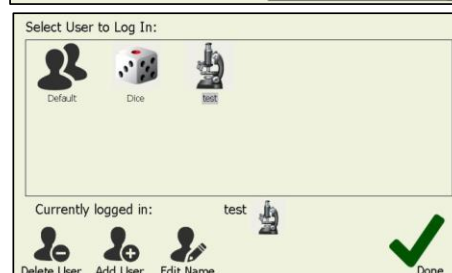 Select User to Log In:
Default Dice test
Currently logged in: test
Delete User Add User Edit Name Done